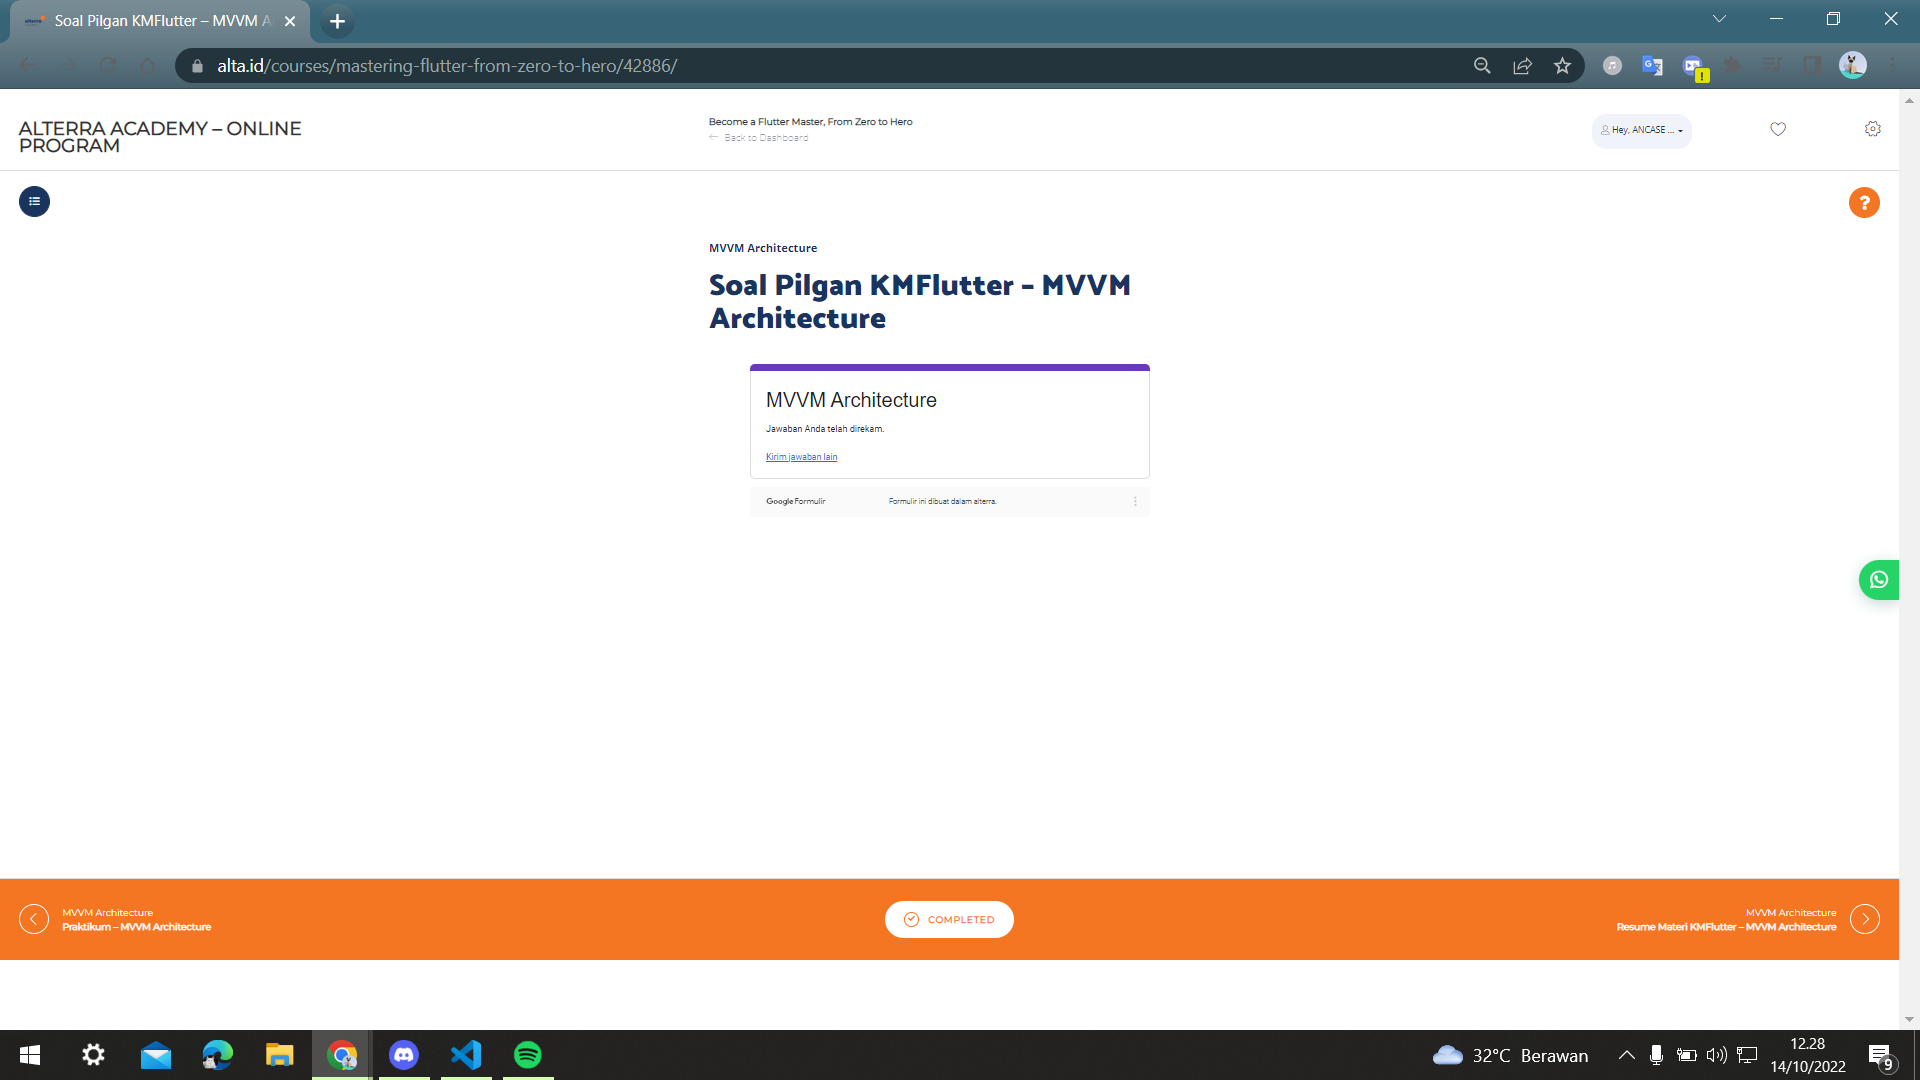 Soal Pilgan KMFlutter – MVVM A
alta.id/courses/mastering-flutter-from-zero-to-hero/42886/
ALTERRA ACADEMY – ONLINE
PROGRAM
Become a Flutter Master, From Zero to Hero
Back to Dashboard
Hey, ANCASE ...
MVVM Architecture
Soal Pilgan KMFlutter – MVVM
Architecture
MVVM Architecture
Jawaban Anda telah direkam.
Kirim jawaban lain
Google Formulir
Formulir ini dibuat dalam alterra.
MVVM Architecture
Praktikum – MVVM Architecture
COMPLETED
MVVM Architecture
Resume Materi KMFlutter – MVVM Architecture
32°C Berawan
12.28
14/10/2022
9